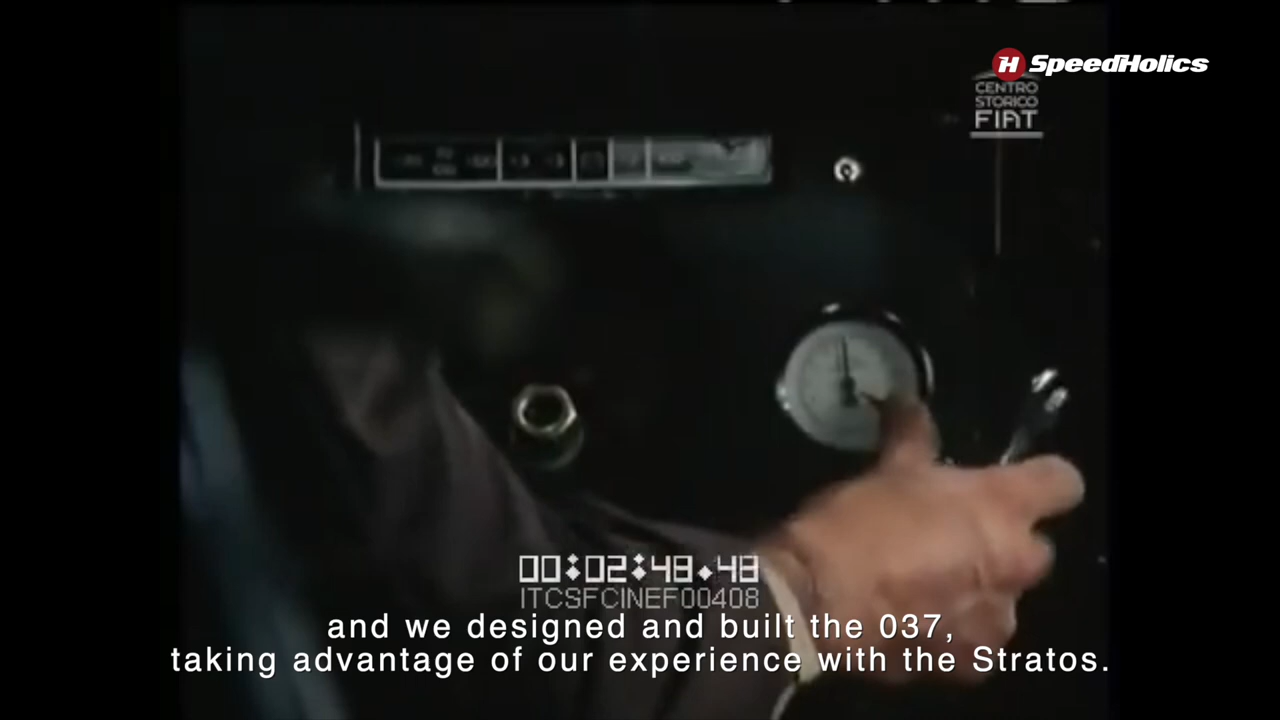 H SpeedHolics
CENTRO
STORICO
FIAT
00:02:48.48
ITCSFCINEF00408
and we designed and built the 037,
taking advantage of our experience with the Stratos.